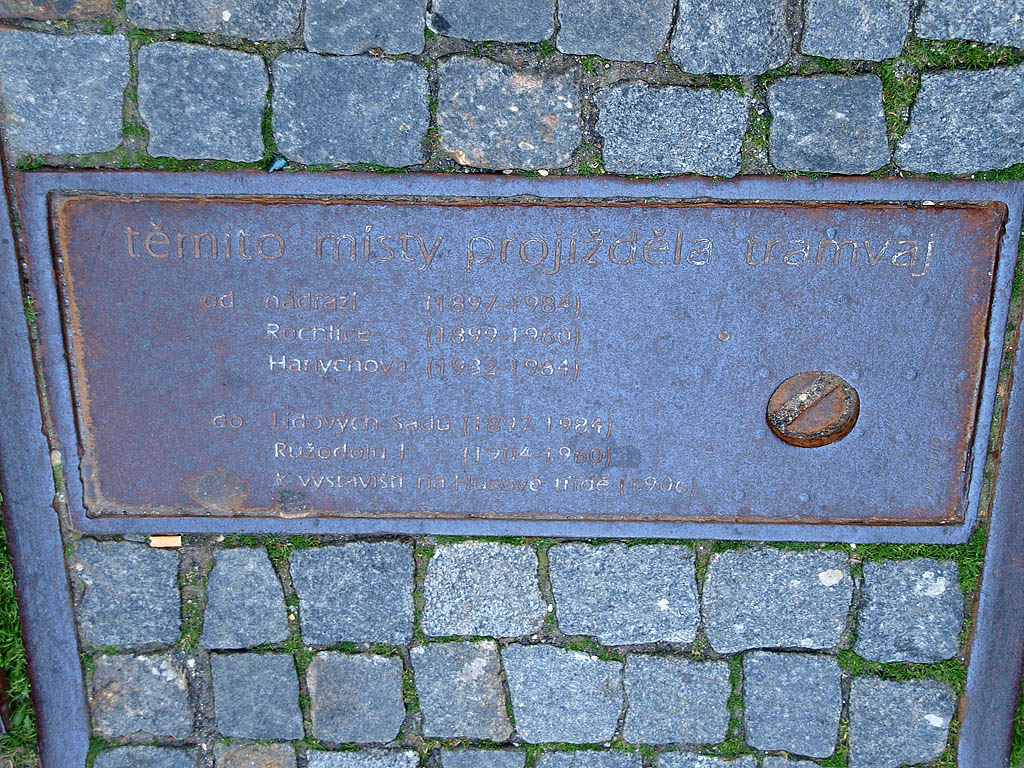 těmito místy projížděla tramvaj
od nádraží (1897-1984)
Rochlice (1899-1960)
Hanychova (1932-1984)
do Lidových Sadů (1897-1984)
Růžodolu I (1904-1960)
k výstavišti na Husově třídě (1906)